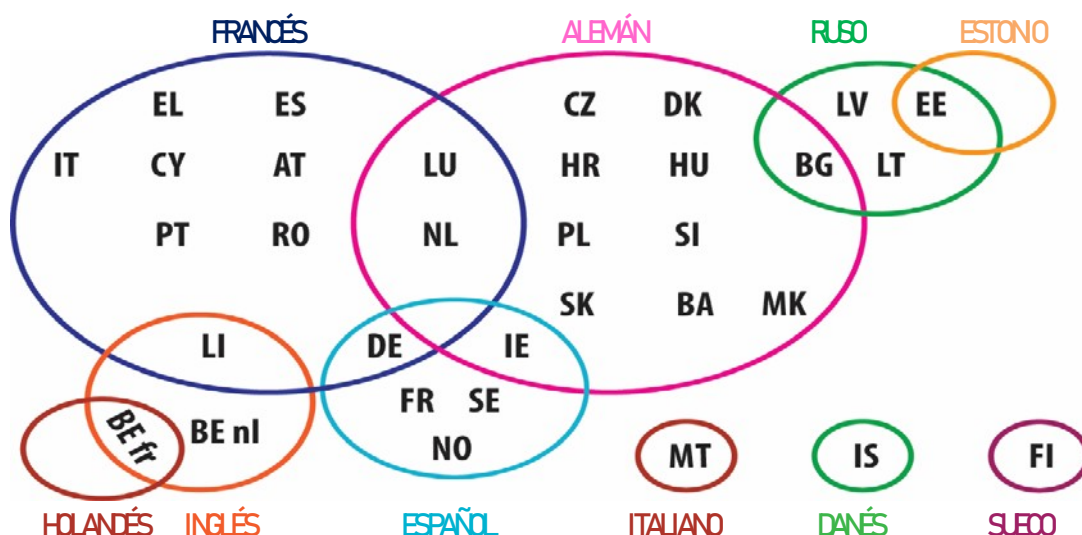 FRANCÉS ALEMÁN RUSO ESTONIO
EL ES CZ DK LV EE
IT CY AT LU HR HU BG LT
PT RO NL PL SI
SK BA MK
LI DE IE
FR SE
BE fr BE nl NO MT IS FI
HOLANDÉS INGLÉS ESPAÑOL ITALIANO DANÉS SUECO